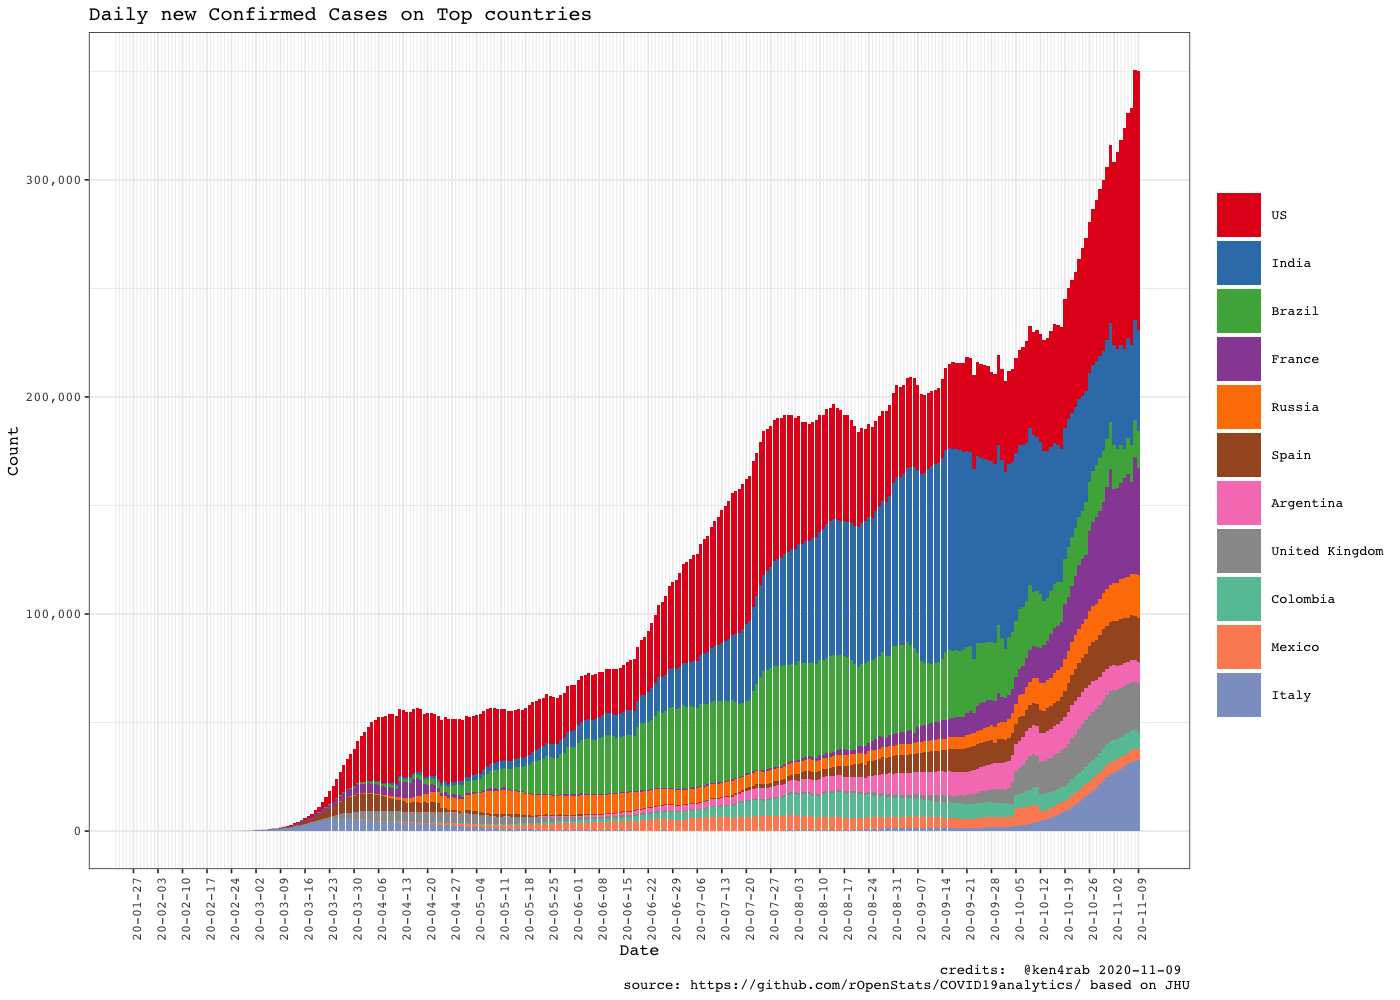 Daily new Confirmed Cases on Top countries
Count
300,000
200,000
100,000
0
20-01-27
20-02-03
20-02-10
20-02-17
20-02-24
20-03-02
20-03-09
20-03-16
20-03-23
20-03-30
20-04-06
20-04-13
20-04-20
20-04-27
20-05-04
20-05-11
20-05-18
20-05-25
20-06-01
20-06-08
20-06-15
20-06-22
20-06-29
20-07-06
20-07-13
20-07-20
20-07-27
20-08-03
20-08-10
20-08-17
20-08-24
20-08-31
20-09-07
20-09-14
20-09-21
20-09-28
20-10-05
20-10-12
20-10-19
20-10-26
20-11-02
20-11-09
Date
US
India
Brazil
France
Russia
Spain
Argentina
United Kingdom
Colombia
Mexico
Italy
credits: @ken4rab 2020-11-09
source: https://github.com/rOpenStats/COVID19analytics/ based on JHU